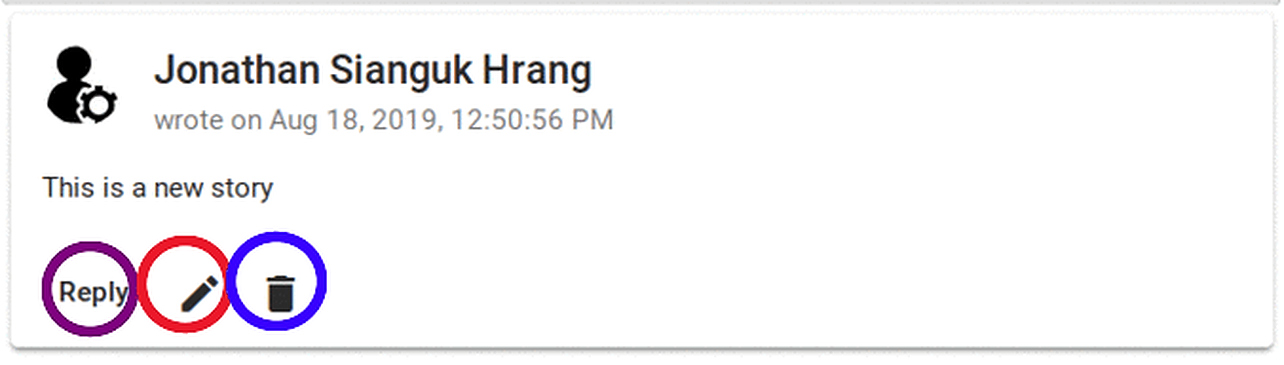 Jonathan Sianguk Hrang
wrote on Aug 18, 2019, 12:50:56 PM
This is a new story
Reply